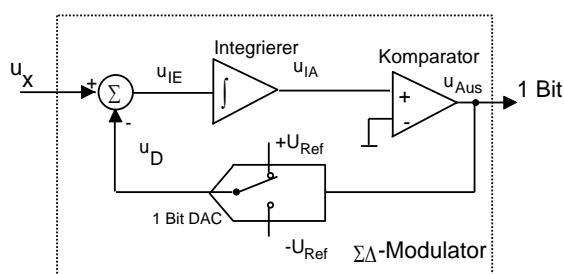 Integrierer
Komparator
u_x
+
Σ
-
u_IE
∫
u_IA
+
-
u_Aus
1 Bit
u_D
+U_Ref
1 Bit DAC
-U_Ref
ΣΔ-Modulator